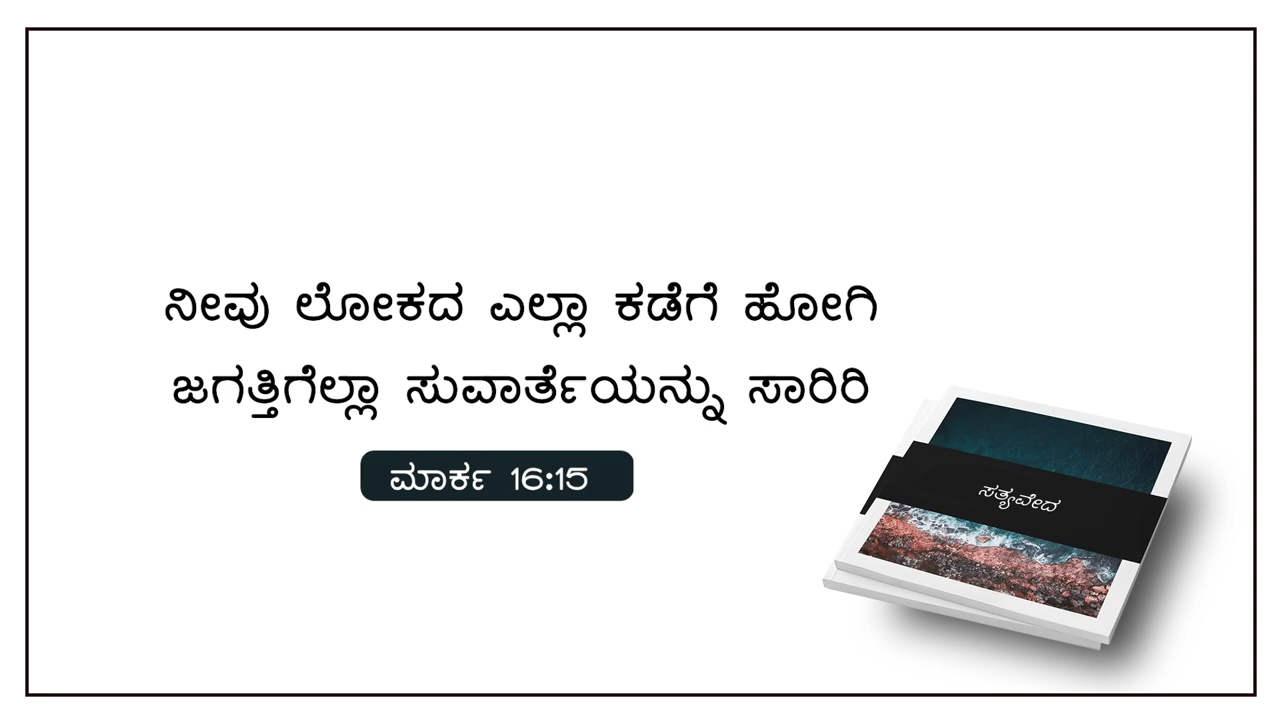 ನೀವು ಲೋಕದ ಎಲ್ಲಾ ಕಡೆಗೆ ಹೋಗಿ
ಜಗತ್ತಿಗೆಲ್ಲಾ ಸುವಾರ್ತೆಯನ್ನು ಸಾರಿರಿ
ಮಾರ್ಕ 16:15
ಸತ್ಯವೇದ